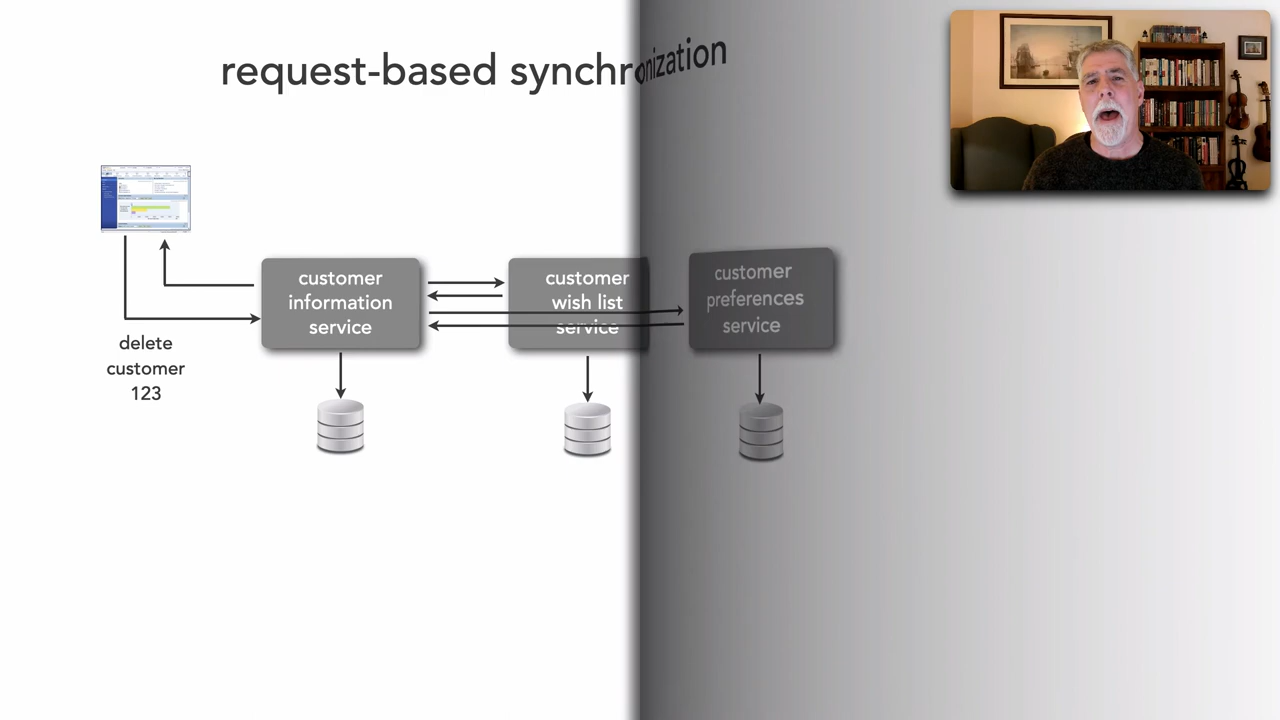 request-based synchronization
delete
customer
123
customer
information
service
customer
wish list
service
customer
preferences
service